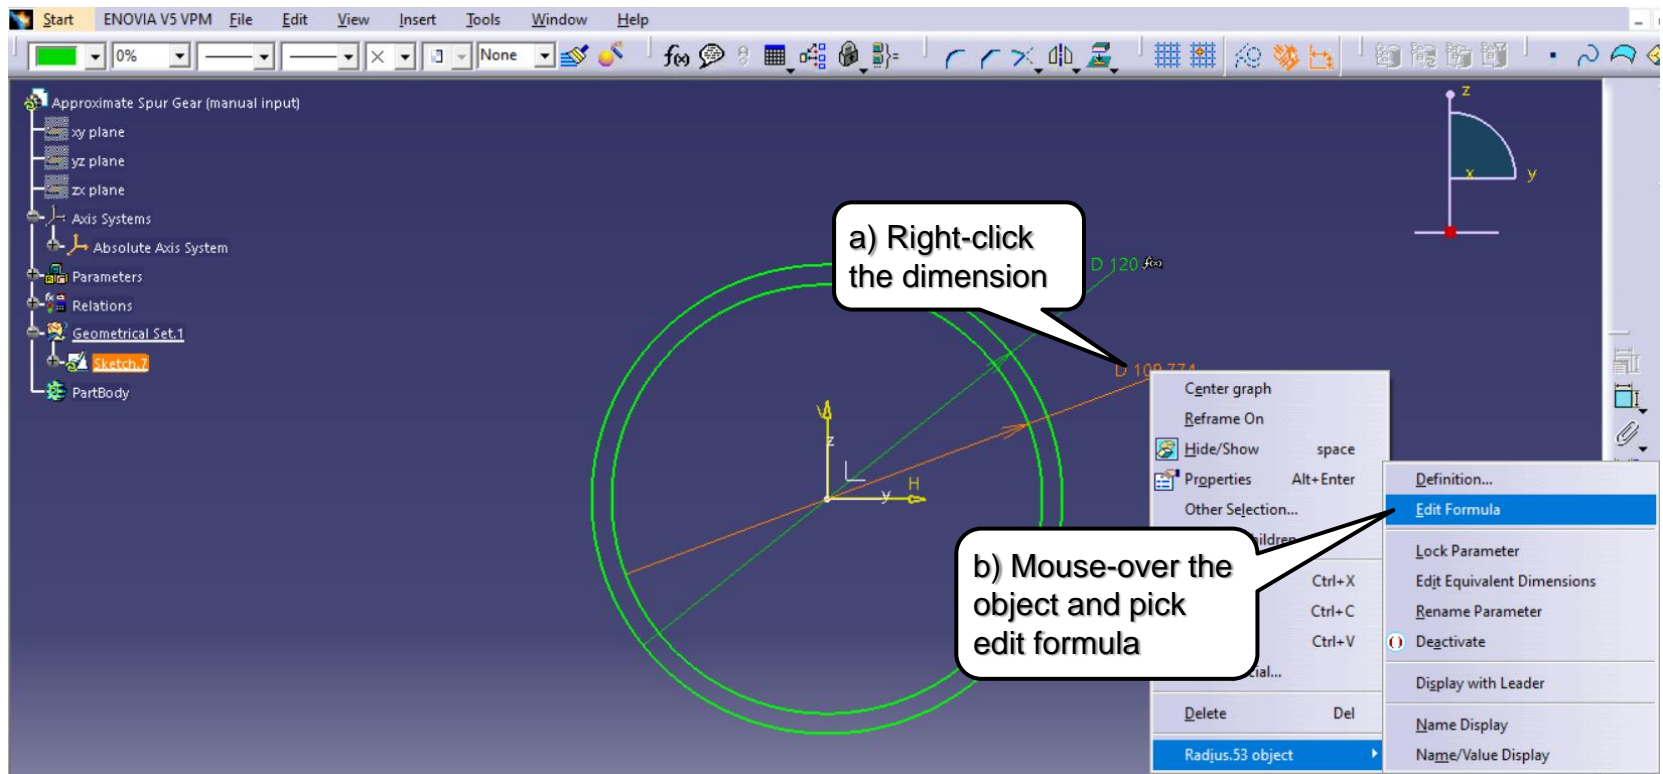 Start ENOVIA V5 VPM File Edit View Insert Tools Window Help
0% None f(x)
Approximate Spur Gear (manual input)
xy plane
yz plane
zx plane
Axis Systems
Absolute Axis System
Parameters
Relations
Geometrical Set.1
Sketch.7
PartBody
z
x
y
a) Right-click
the dimension
D 120 f(x)
D 109.774
V
z
H
y
Center graph
Reframe On
Hide/Show space
Properties Alt+Enter
Other Selection...
Ctrl+X
Ctrl+C
Ctrl+V
Delete Del
Radius.53 object
b) Mouse-over the
object and pick
edit formula
Definition...
Edit Formula
Lock Parameter
Edit Equivalent Dimensions
Rename Parameter
Deactivate
Display with Leader
Name Display
Name/Value Display